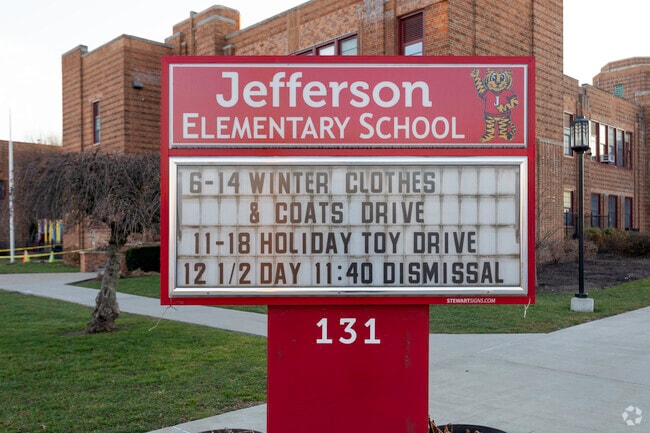 Jefferson
ELEMENTARY SCHOOL
J
6-14 WINTER CLOTHES
& COATS DRIVE
11-18 HOLIDAY TOY DRIVE
12 1/2 DAY 11:40 DISMISSAL
STEWARTSIGNS.COM
131